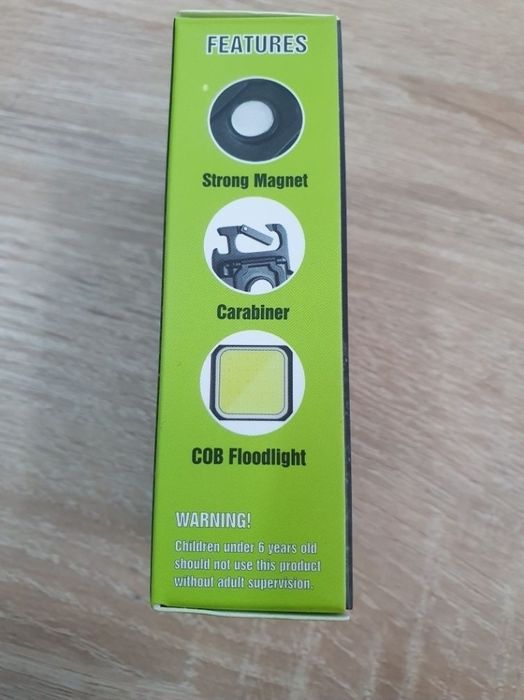 FEATURES
Strong Magnet
Carabiner
COB Floodlight
WARNING!
Children under 6 years old
should not use this product
without adult supervision.